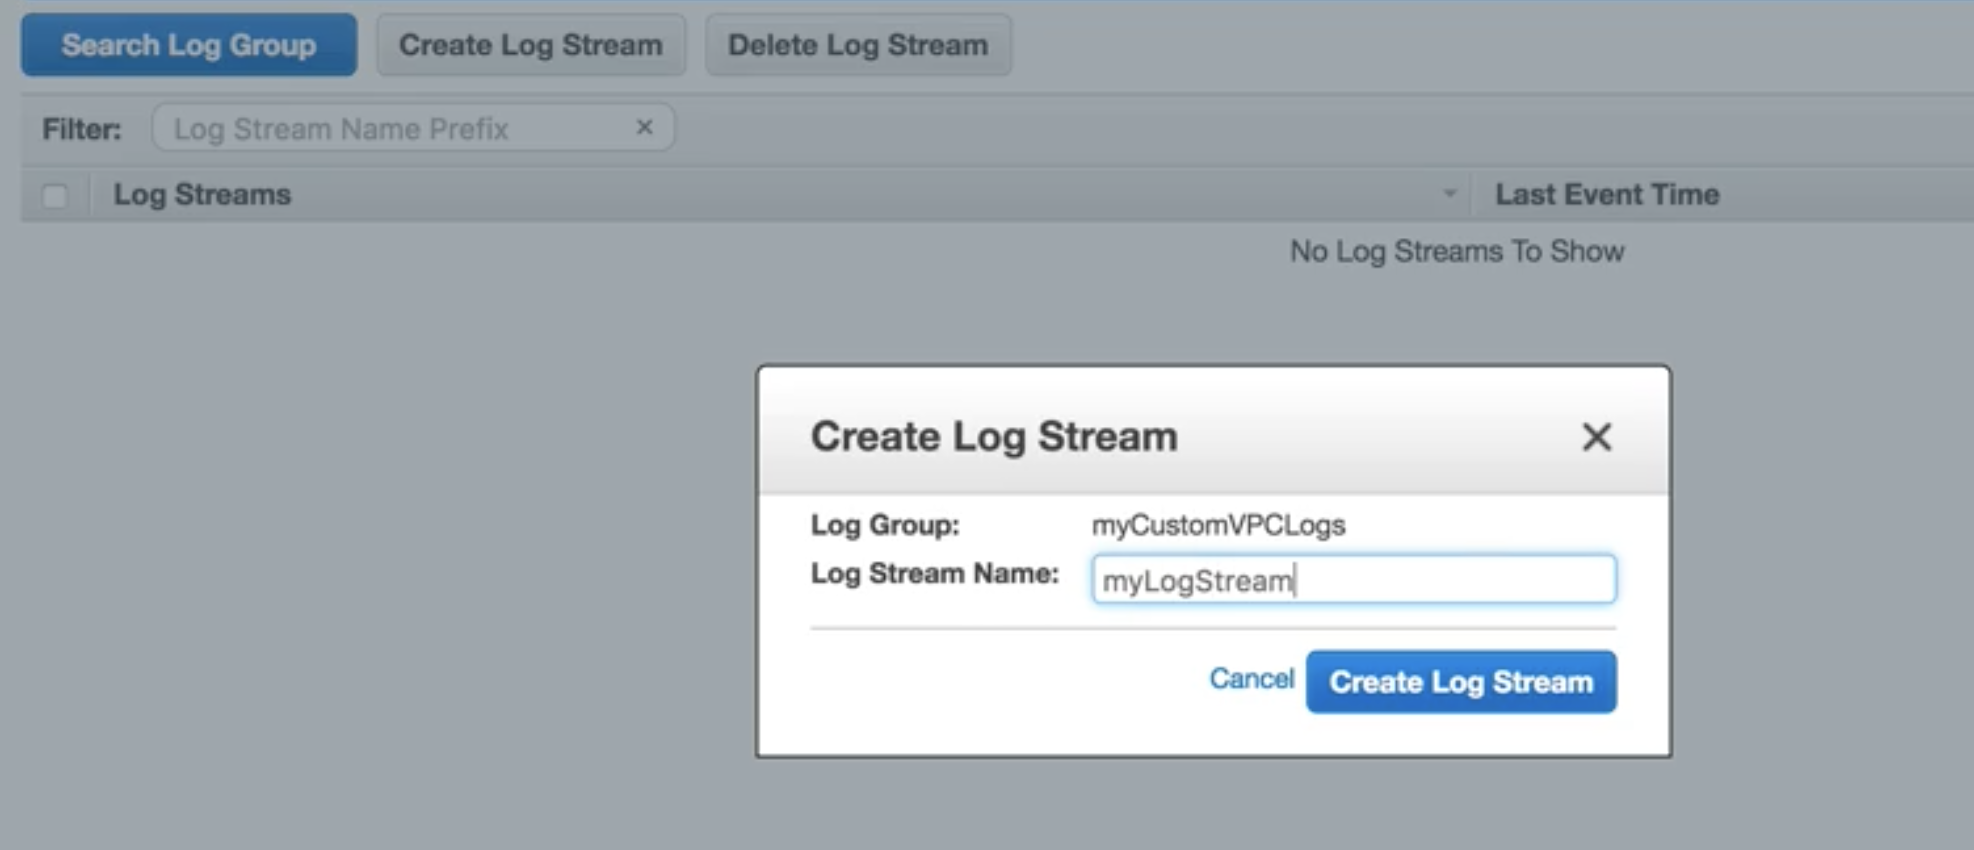 Search Log Group Create Log Stream Delete Log Stream
Filter: Log Stream Name Prefix ×
Log Streams Last Event Time
No Log Streams To Show
Create Log Stream ×
Log Group: myCustomVPCLogs
Log Stream Name: myLogStream
Cancel Create Log Stream